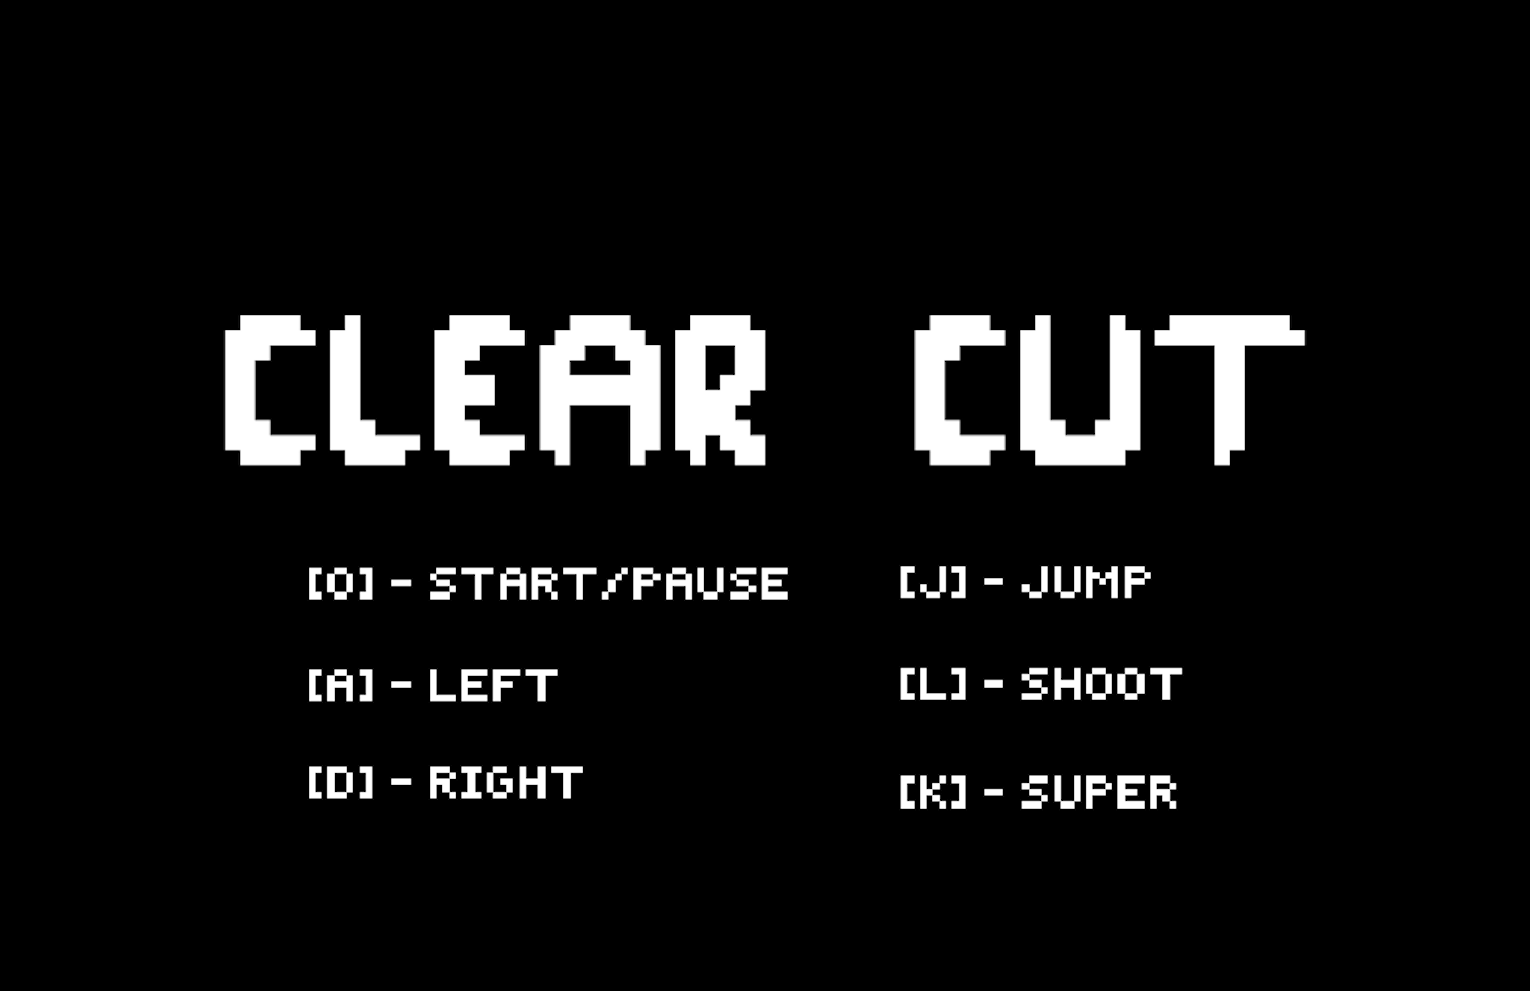 CLEAR CUT
[O] - START/PAUSE
[A] - LEFT
[D] - RIGHT
[J] - JUMP
[L] - SHOOT
[K] - SUPER